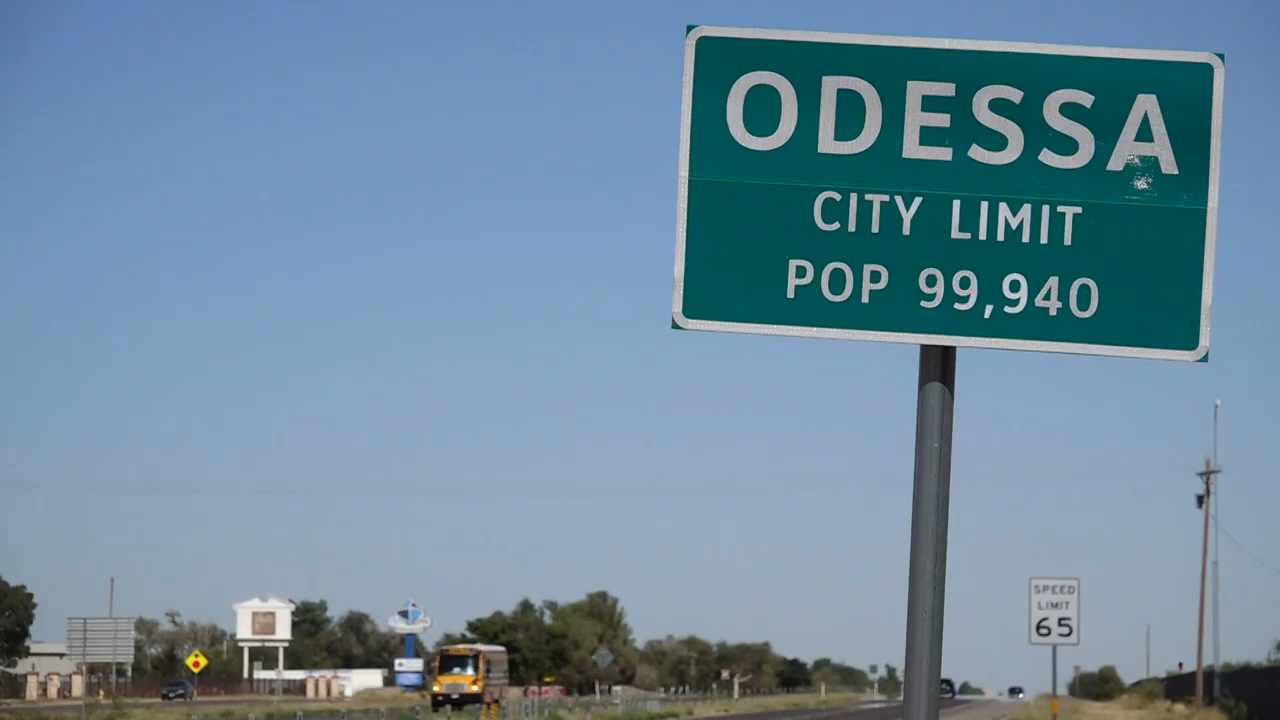 ODESSA
CITY LIMIT
POP 99,940
SPEED
LIMIT
65